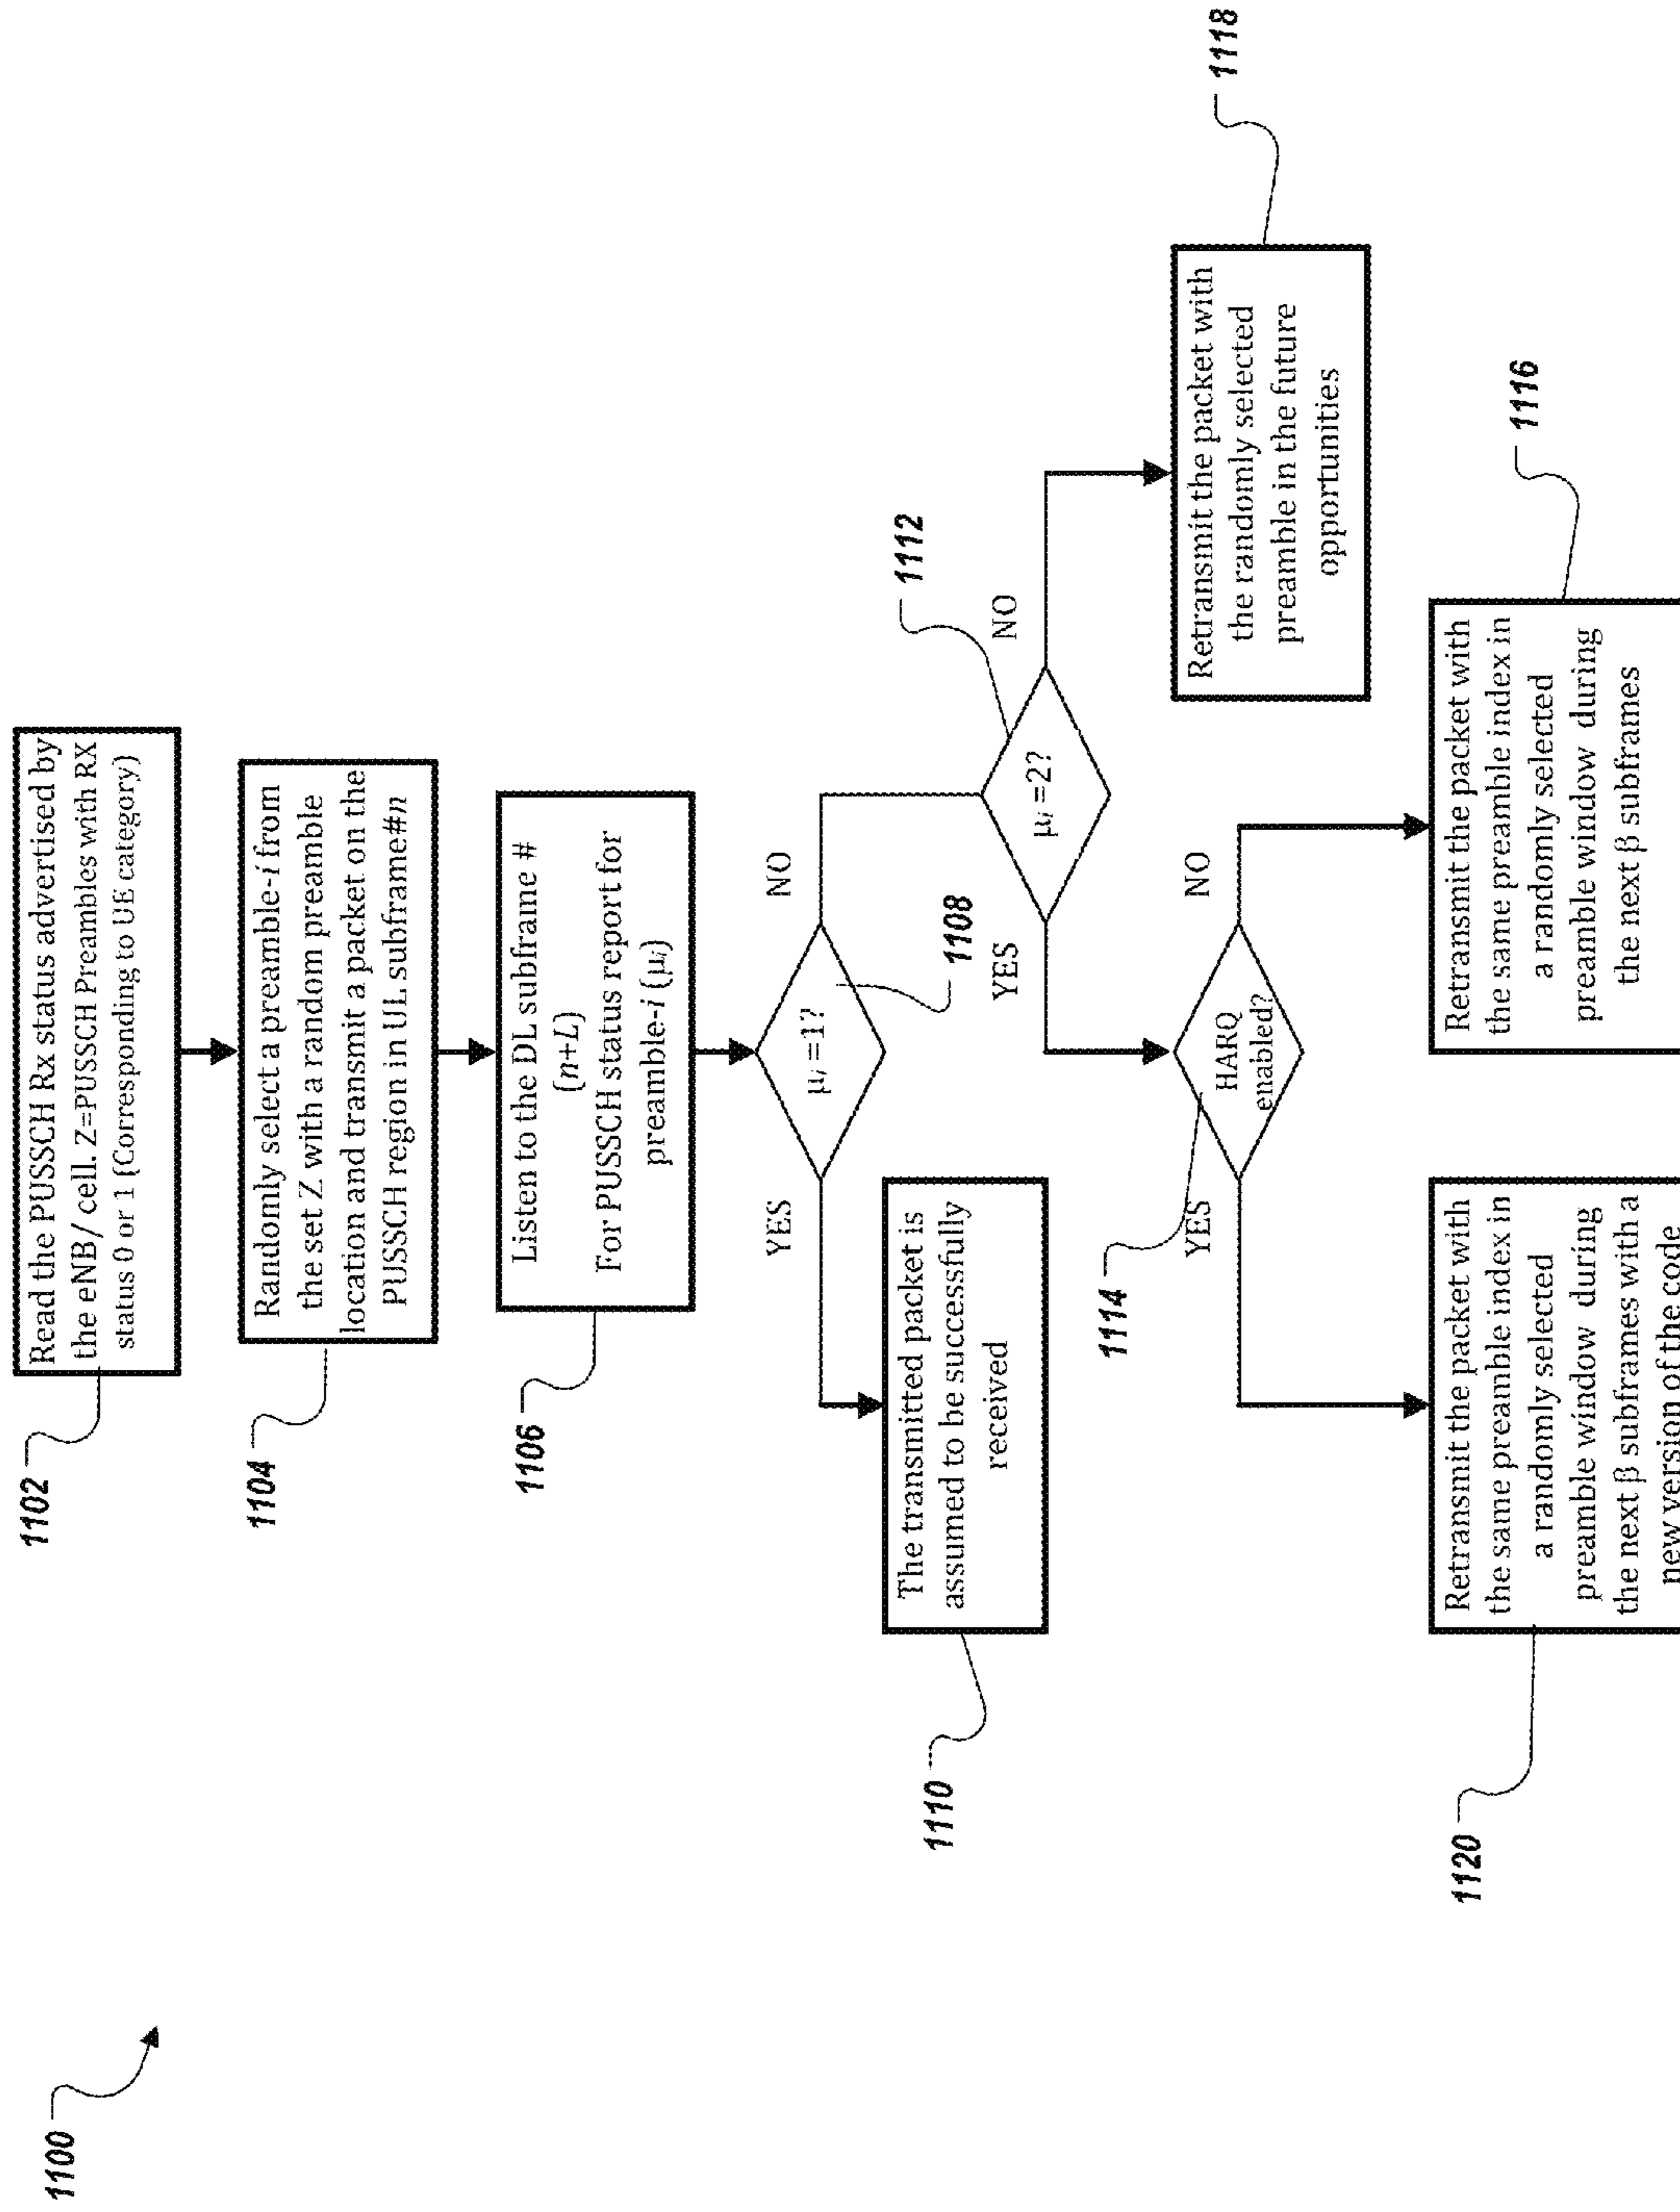 1100
1102
Read the PUSSCH Rx status advertised by
the eNB/ cell. Z=PUSSCH Preambles with RX
status 0 or 1 (Corresponding to UE category)
1104
Randomly select a preamble-i from
the set Z with a random preamble
location and transmit a packet on the
PUSSCH region in UL subframe#n
1106
Listen to the DL subframe #
(n+L)
For PUSSCH status report for
preamble-i (μi)
YES
μi =1?
NO
1108
1110
The transmitted packet is
assumed to be successfully
received
1112
YES
μi =2?
NO
1118
Retransmit the packet with
the randomly selected
preamble in the future
opportunities
1114
YES
HARQ
enabled?
NO
1120
Retransmit the packet with
the same preamble index in
a randomly selected
preamble window during
the next β subframes with a
new version of the code
1116
Retransmit the packet with
the same preamble index in
a randomly selected
preamble window during
the next β subframes